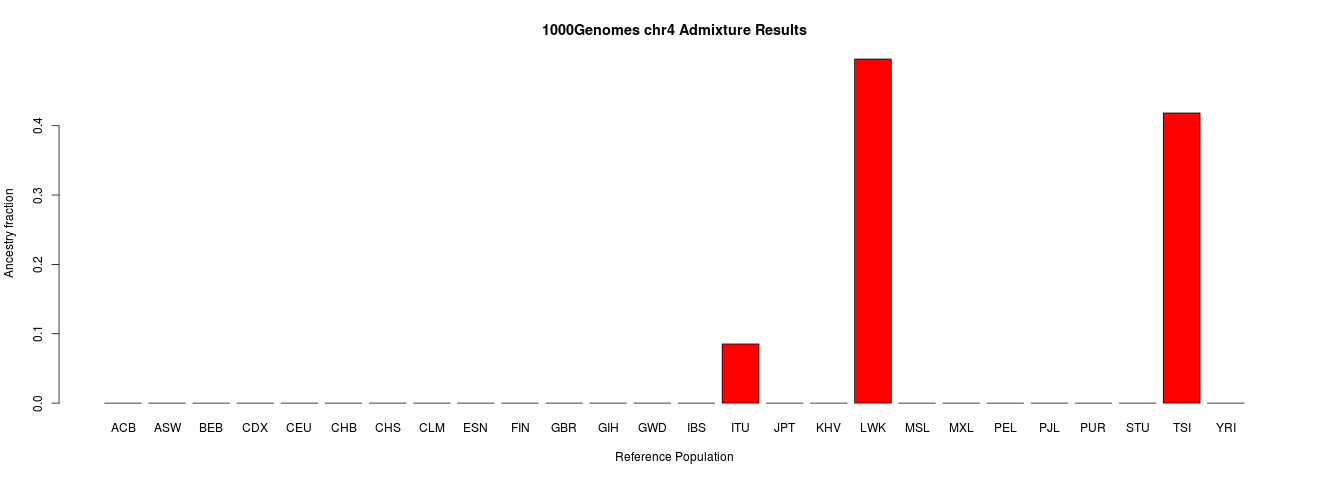 1000Genomes chr4 Admixture Results
Ancestry fraction
0.4
0.3
0.2
0.1
0.0
ACB ASW BEB CDX CEU CHB CHS CLM ESN FIN GBR GIH GWD IBS ITU JPT KHV LWK MSL MXL PEL PJL PUR STU TSI YRI
Reference Population